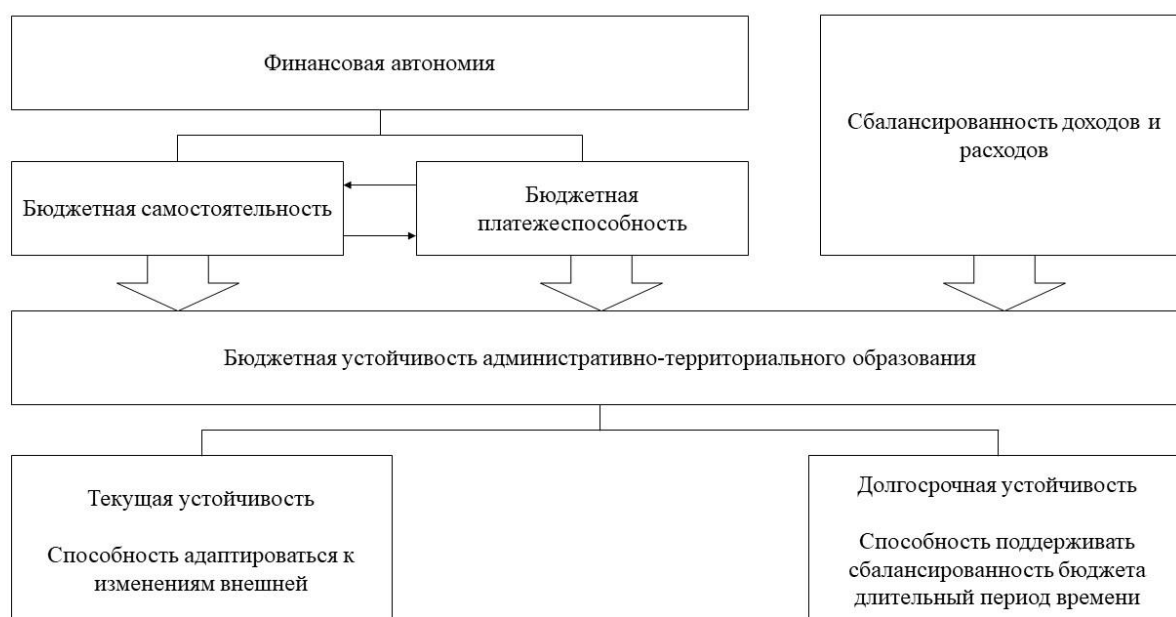 Финансовая автономия
Сбалансированность доходов и
расходов
Бюджетная самостоятельность
Бюджетная
платежеспособность
Бюджетная устойчивость административно-территориального образования
Текущая устойчивость
Способность адаптироваться к
изменениям внешней
Долгосрочная устойчивость
Способность поддерживать
сбалансированность бюджета
длительный период времени